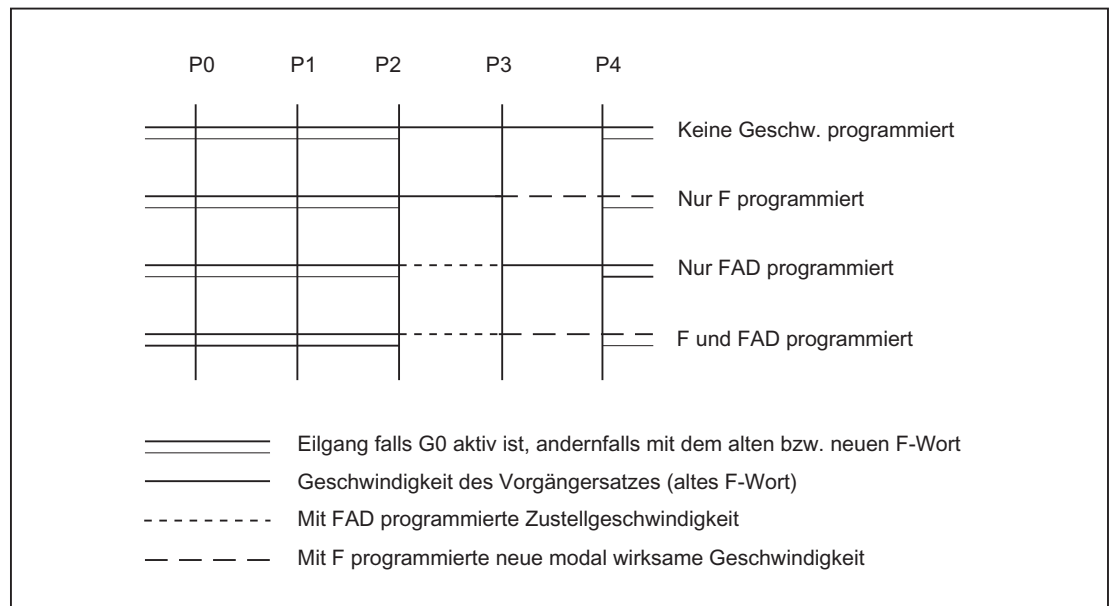 P0 P1 P2 P3 P4
Keine Geschw. programmiert
Nur F programmiert
Nur FAD programmiert
F und FAD programmiert
Eilgang falls G0 aktiv ist, andernfalls mit dem alten bzw. neuen F-Wort
Geschwindigkeit des Vorgängersatzes (altes F-Wort)
Mit FAD programmierte Zustellgeschwindigkeit
Mit F programmierte neue modal wirksame Geschwindigkeit